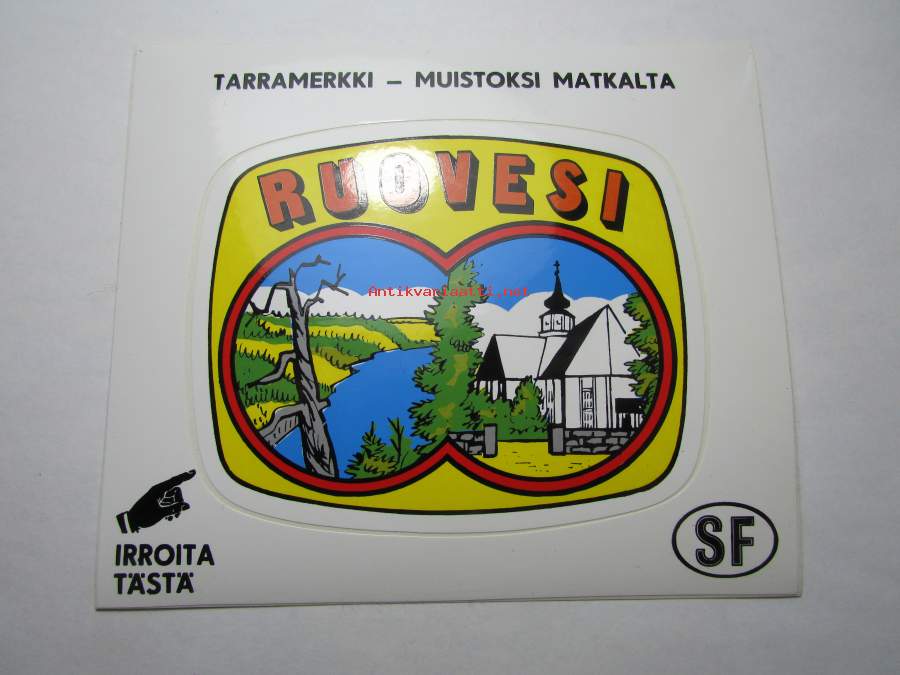 TARRAMERKKI – MUISTOKSI MATKALTA
RUOVESI
Antikvariaatti.net
IRROITA
TÄSTÄ
SF